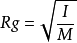 Rg = √(I/M)